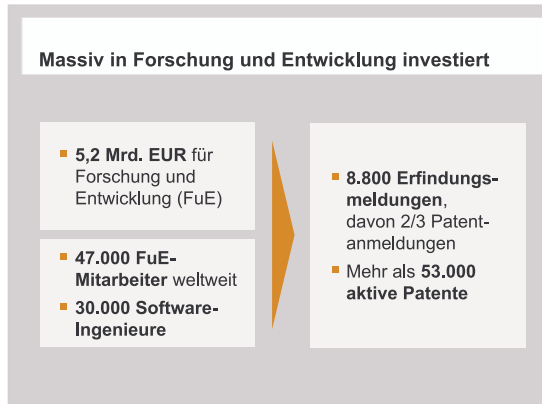 Massiv in Forschung und Entwicklung investiert
5,2 Mrd. EUR für
Forschung und
Entwicklung (FuE)
47.000 FuE-
Mitarbeiter weltweit
30.000 Software-
Ingenieure
8.800 Erfindungs-
meldungen,
davon 2/3 Patent-
anmeldungen
Mehr als 53.000
aktive Patente